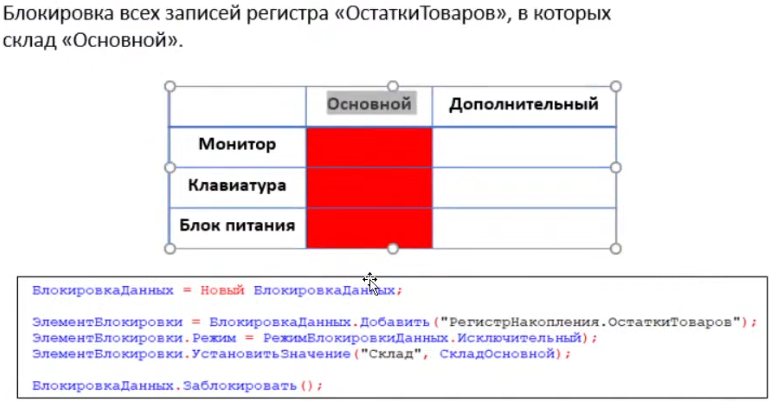 Блокировка всех записей регистра «ОстаткиТоваров», в которых
склад «Основной».
Основной Дополнительный
Монитор
Клавиатура
Блок питания
БлокировкаДанных = Новый БлокировкаДанных;
ЭлементБлокировки = БлокировкаДанных.Добавить("РегистрНакопления.ОстаткиТоваров");
ЭлементБлокировки.Режим = РежимБлокировкиДанных.Исключительный;
ЭлементБлокировки.УстановитьЗначение("Склад", СкладОсновной);
БлокировкаДанных.Заблокировать();